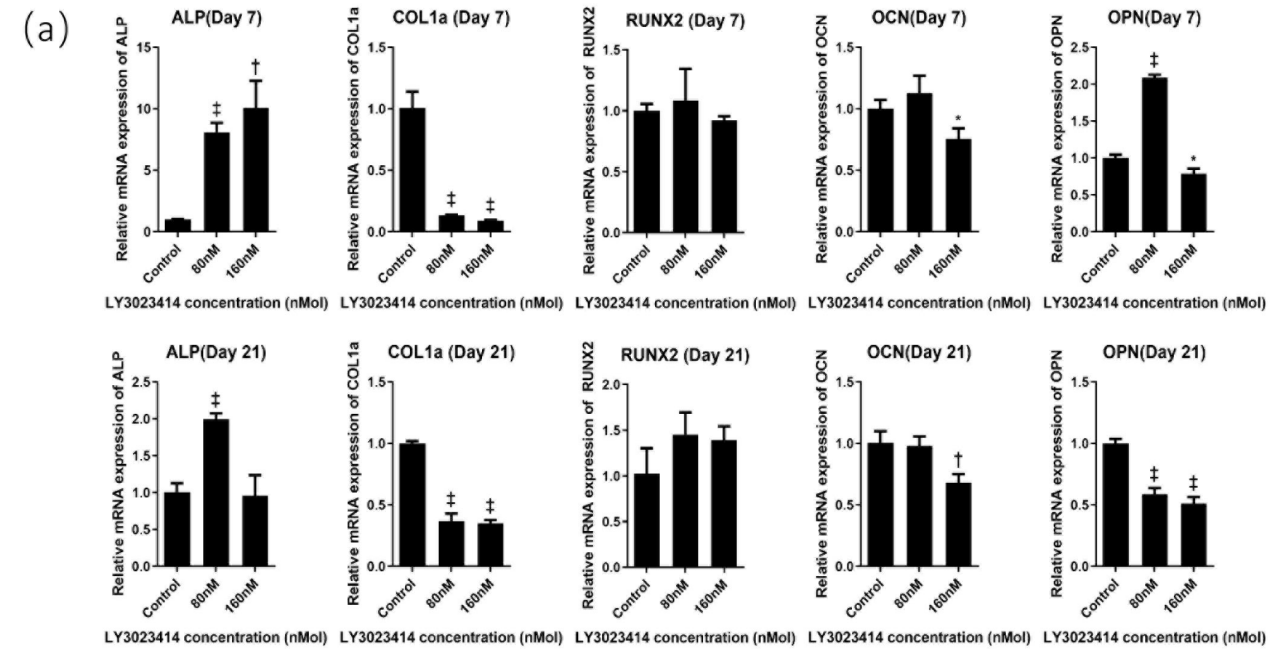 (a)
ALP(Day 7)
Relative mRNA expression of ALP
15
10
5
0
‡
†
Control
80nM
160nM
LY3023414 concentration (nMol)
COL1a (Day 7)
Relative mRNA expression of COL1a
1.5
1.0
0.5
0.0
‡
‡
Control
80nM
160nM
LY3023414 concentration (nMol)
RUNX2 (Day 7)
Relative mRNA expression of RUNX2
1.5
1.0
0.5
0.0
Control
80nM
160nM
LY3023414 concentration (nMol)
OCN(Day 7)
Relative mRNA expression of OCN
1.5
1.0
0.5
0.0
*
Control
80nM
160nM
LY3023414 concentration (nMol)
OPN(Day 7)
Relative mRNA expression of OPN
2.5
2.0
1.5
1.0
0.5
0.0
‡
*
Control
80nM
160nM
LY3023414 concentration (nMol)
ALP(Day 21)
Relative mRNA expression of ALP
2.5
2.0
1.5
1.0
0.5
0.0
‡
Control
80nM
160nM
LY3023414 concentration (nMol)
COL1a (Day 21)
Relative mRNA expression of COL1a
1.5
1.0
0.5
0.0
‡
‡
Control
80nM
160nM
LY3023414 concentration (nMol)
RUNX2 (Day 21)
Relative mRNA expression of RUNX2
2.0
1.5
1.0
0.5
0.0
Control
80nM
160nM
LY3023414 concentration (nMol)
OCN(Day 21)
Relative mRNA expression of OCN
1.5
1.0
0.5
0.0
†
Control
80nM
160nM
LY3023414 concentration (nMol)
OPN(Day 21)
Relative mRNA expression of OPN
1.5
1.0
0.5
0.0
‡
‡
Control
80nM
160nM
LY3023414 concentration (nMol)